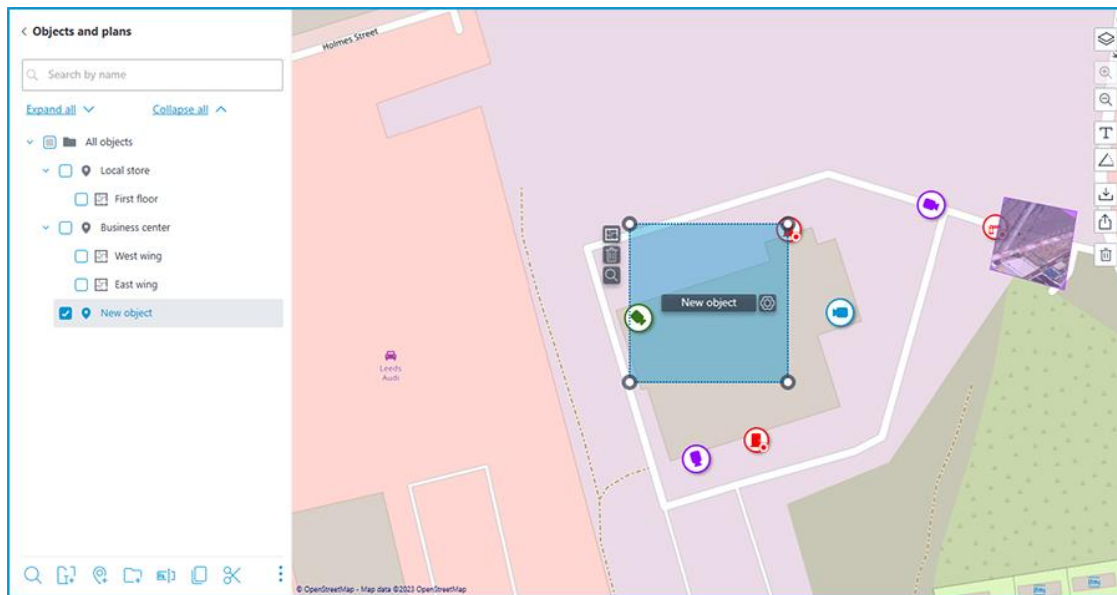 Objects and plans
Search by name
Expand all
Collapse all
All objects
Local store
First floor
Business center
West wing
East wing
New object
Holmes Street
New object
Leeds
Audi
T
© OpenStreetMap - Map data ©2023 OpenStreetMap